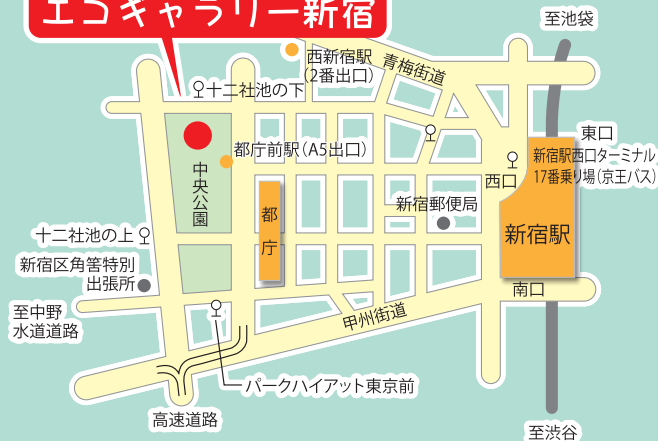 エコギャラリー新宿
至池袋
西新宿駅
(2番出口)
青梅街道
十二社池の下
東口
都庁前駅(A5出口)
新宿駅西口ターミナル
17番乗り場(京王バス)
西口
中央公園
新宿郵便局
都庁
新宿駅
十二社池の上
新宿区角筈特別
出張所
南口
至中野
水道道路
甲州街道
パークハイアット東京前
高速道路
至渋谷